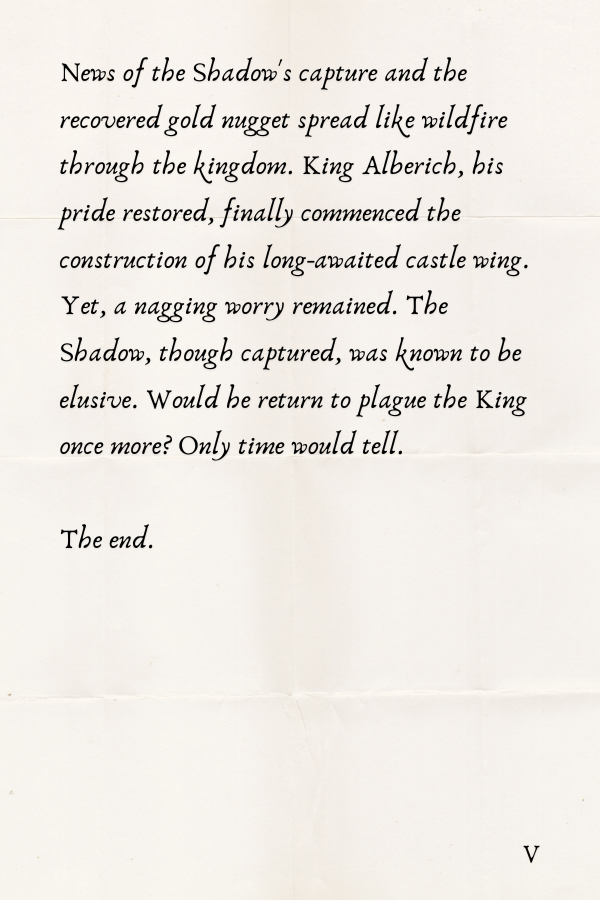 News of the Shadow's capture and the
recovered gold nugget spread like wildfire
through the kingdom. King Alberich, his
pride restored, finally commenced the
construction of his long-awaited castle wing.
Yet, a nagging worry remained. The
Shadow, though captured, was known to be
elusive. Would he return to plague the King
once more? Only time would tell.

The end.

V